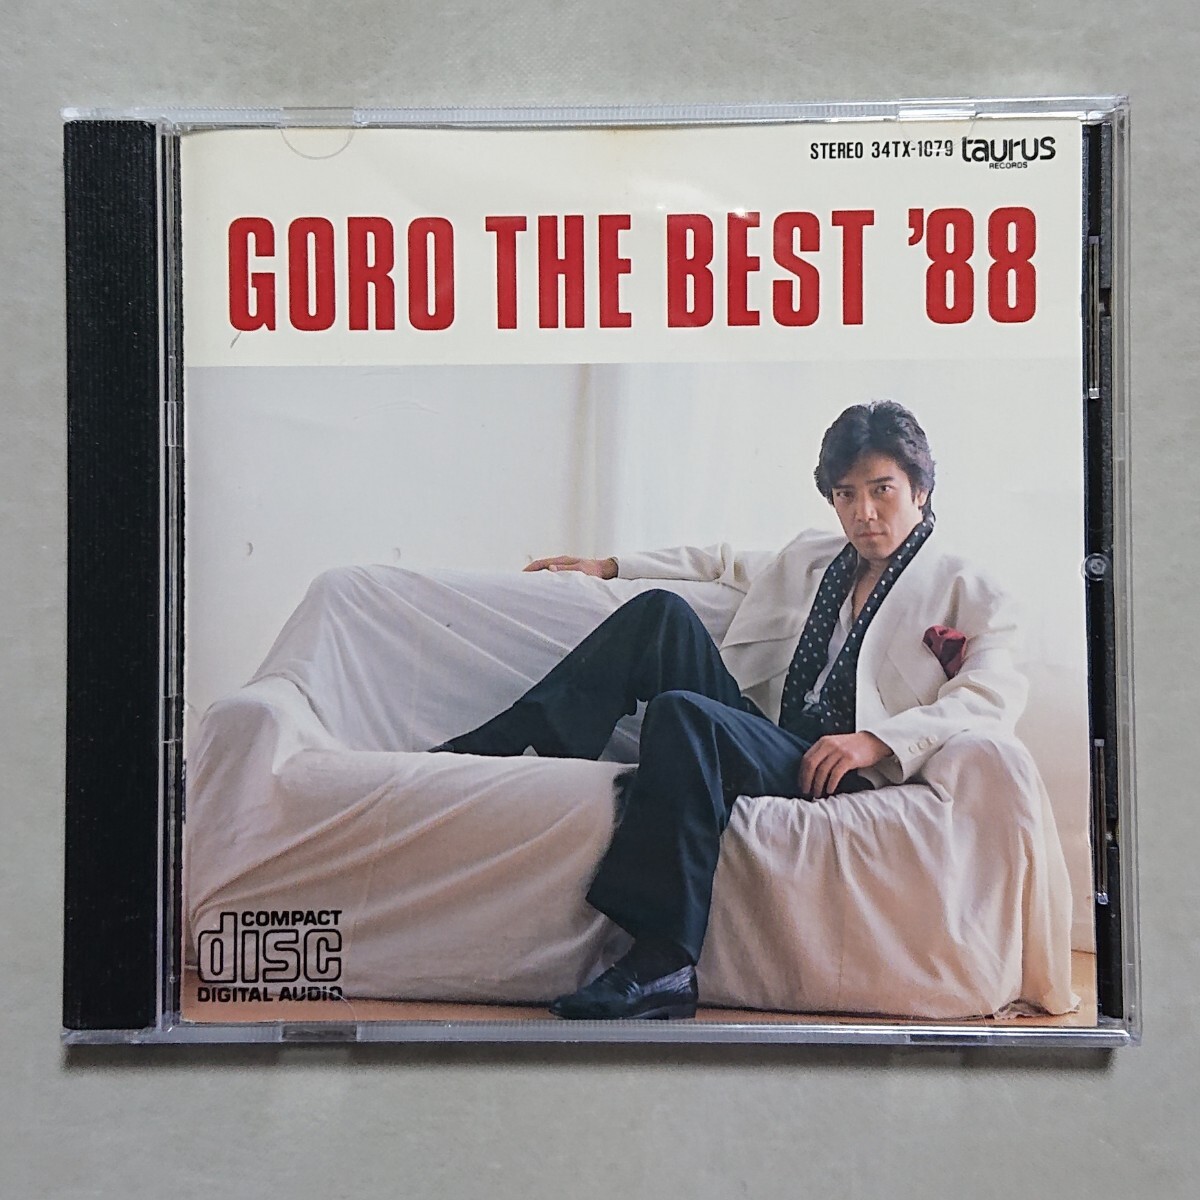 STEREO 34TX-1079 taurus
RECORDS
GORO THE BEST '88
COMPACT
disc
DIGITAL AUDIO